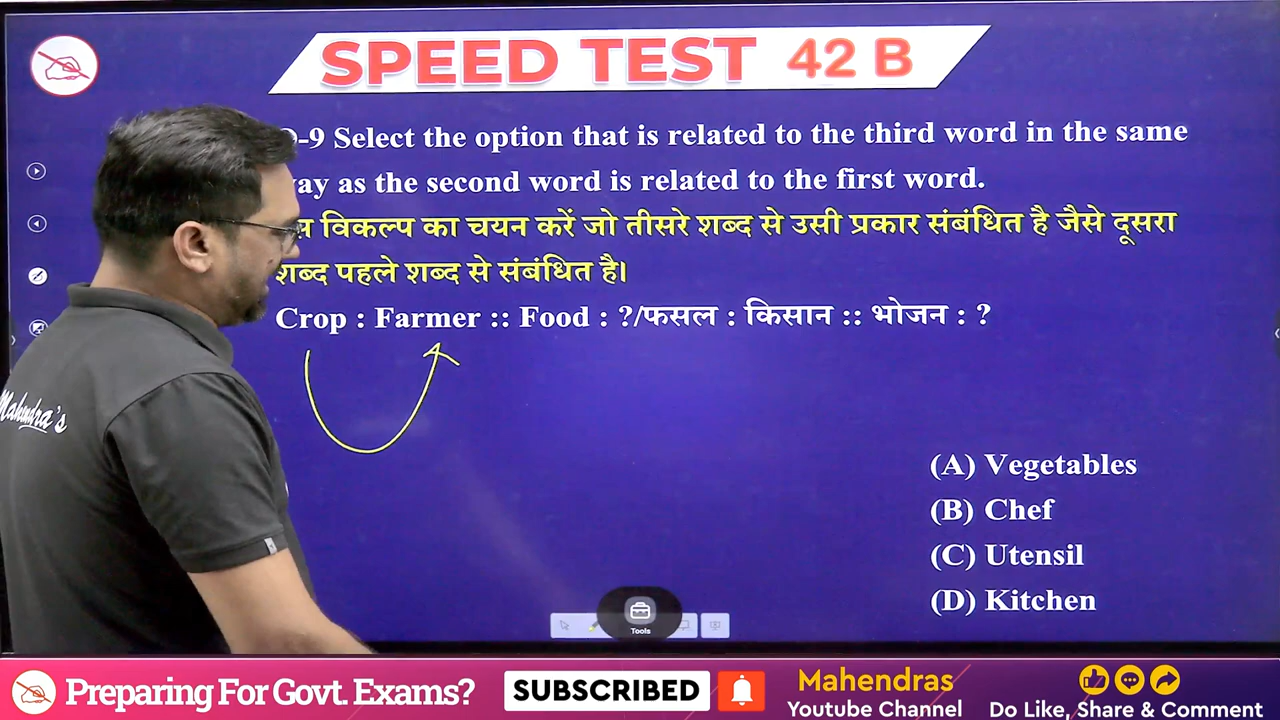 SPEED TEST 42 B
-9 Select the option that is related to the third word in the same
as the second word is related to the first word.
विकल्प का चयन करें जो तीसरे शब्द से उसी प्रकार संबंधित है जैसे दूसरा
शब्द पहले शब्द से संबंधित है।
Crop : Farmer :: Food : ?/फसल : किसान :: भोजन : ?
Mahendra's
(A) Vegetables
(B) Chef
(C) Utensil
(D) Kitchen
Tools
Preparing For Govt. Exams?
SUBSCRIBED
Mahendras
Youtube Channel
Do Like, Share & Comment